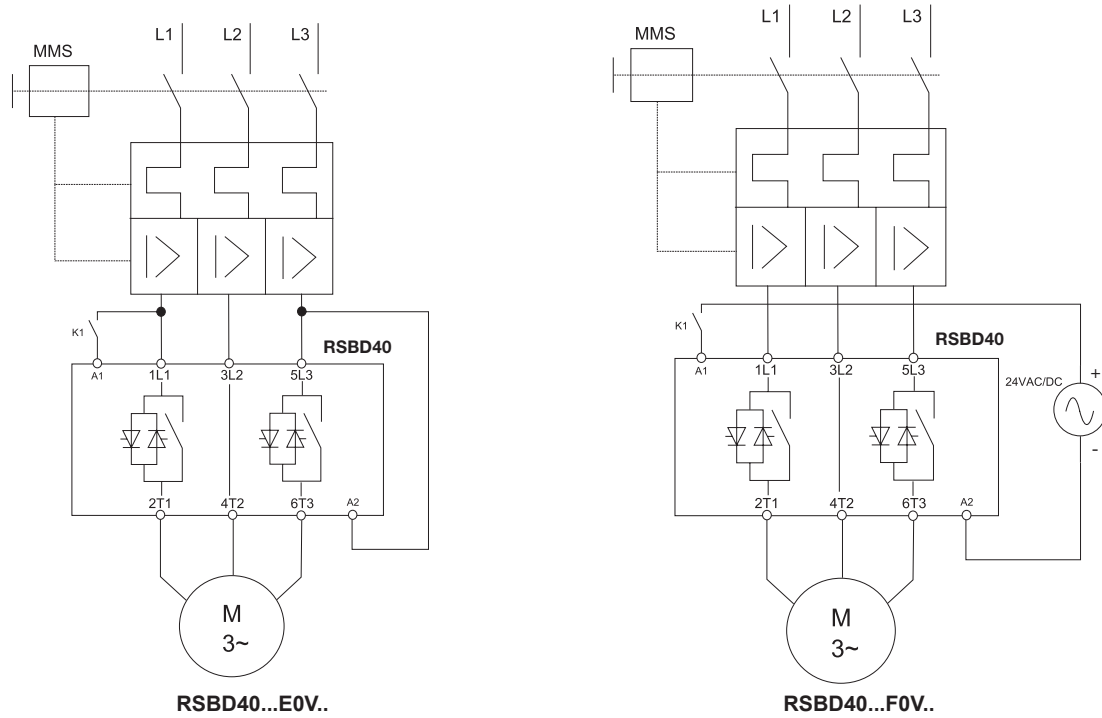 L1 L2 L3
MMS
K1
RSBD40
A1 1L1 3L2 5L3
2T1 4T2 6T3 A2
M
3~
RSBD40...E0V..
L1 L2 L3
MMS
K1
RSBD40
A1 1L1 3L2 5L3
24VAC/DC
+
-
2T1 4T2 6T3 A2
M
3~
RSBD40...F0V..